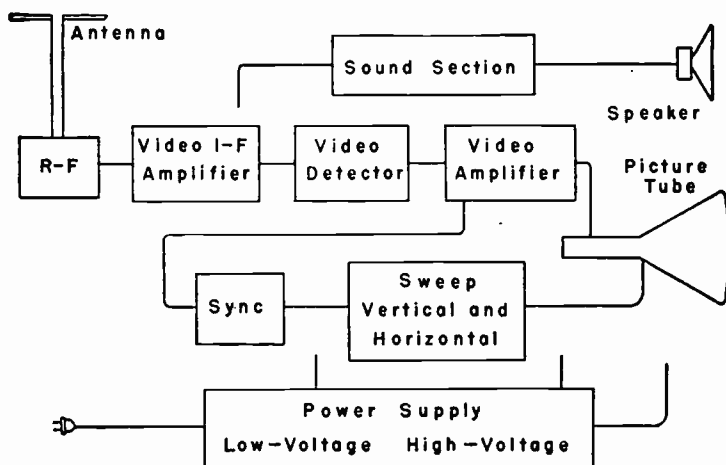 Antenna
Sound Section
Speaker
R-F
Video I-F
Amplifier
Video
Detector
Video
Amplifier
Picture
Tube
Sync
Sweep
Vertical and
Horizontal
Power Supply
Low-Voltage High-Voltage